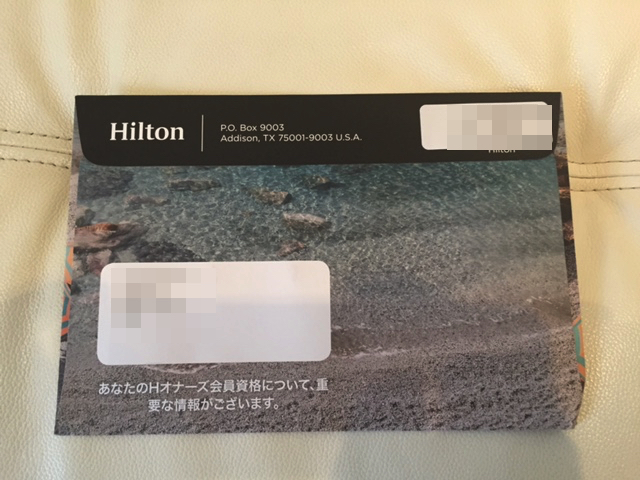 Hilton
P.O. Box 9003
Addison, TX 75001-9003 U.S.A.
Hilton
あなたのHオナーズ会員資格について、重
要な情報がございます。